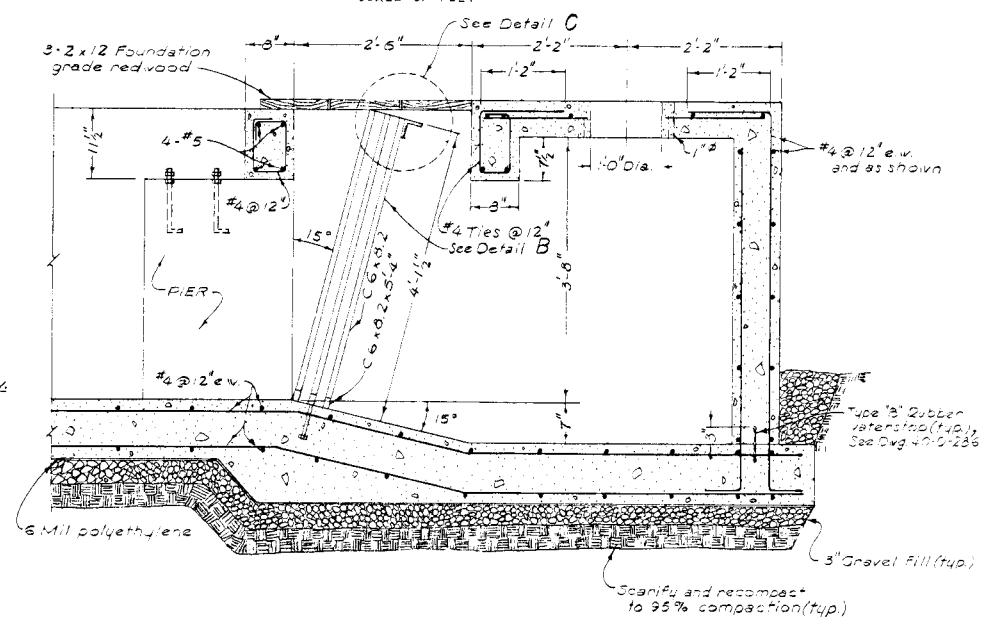 SCALE OF FEET
See Detail C
8"
2'-6"
2'-2"
2'-2"
3-2x12 Foundation
grade redwood
1'-2"
1'-2"
11½"
4-#5
#4@12"
7½"
1'-0" Dia.
1"ø
#4@12" e.w.
and as shown
8"
15°
#4 Ties @ 12"
See Detail B
C6x8.2
C6x8.2x5'-4"
4'-1½"
3'-8"
PIER
#4@12" e.w.
15°
7"
3"
Type "B" Rubber
waterstop (typ.),
See Dwg. 40-D-286
6 Mil polyethylene
3" Gravel Fill (typ.)
Scarify and recompact
to 95% compaction (typ.)